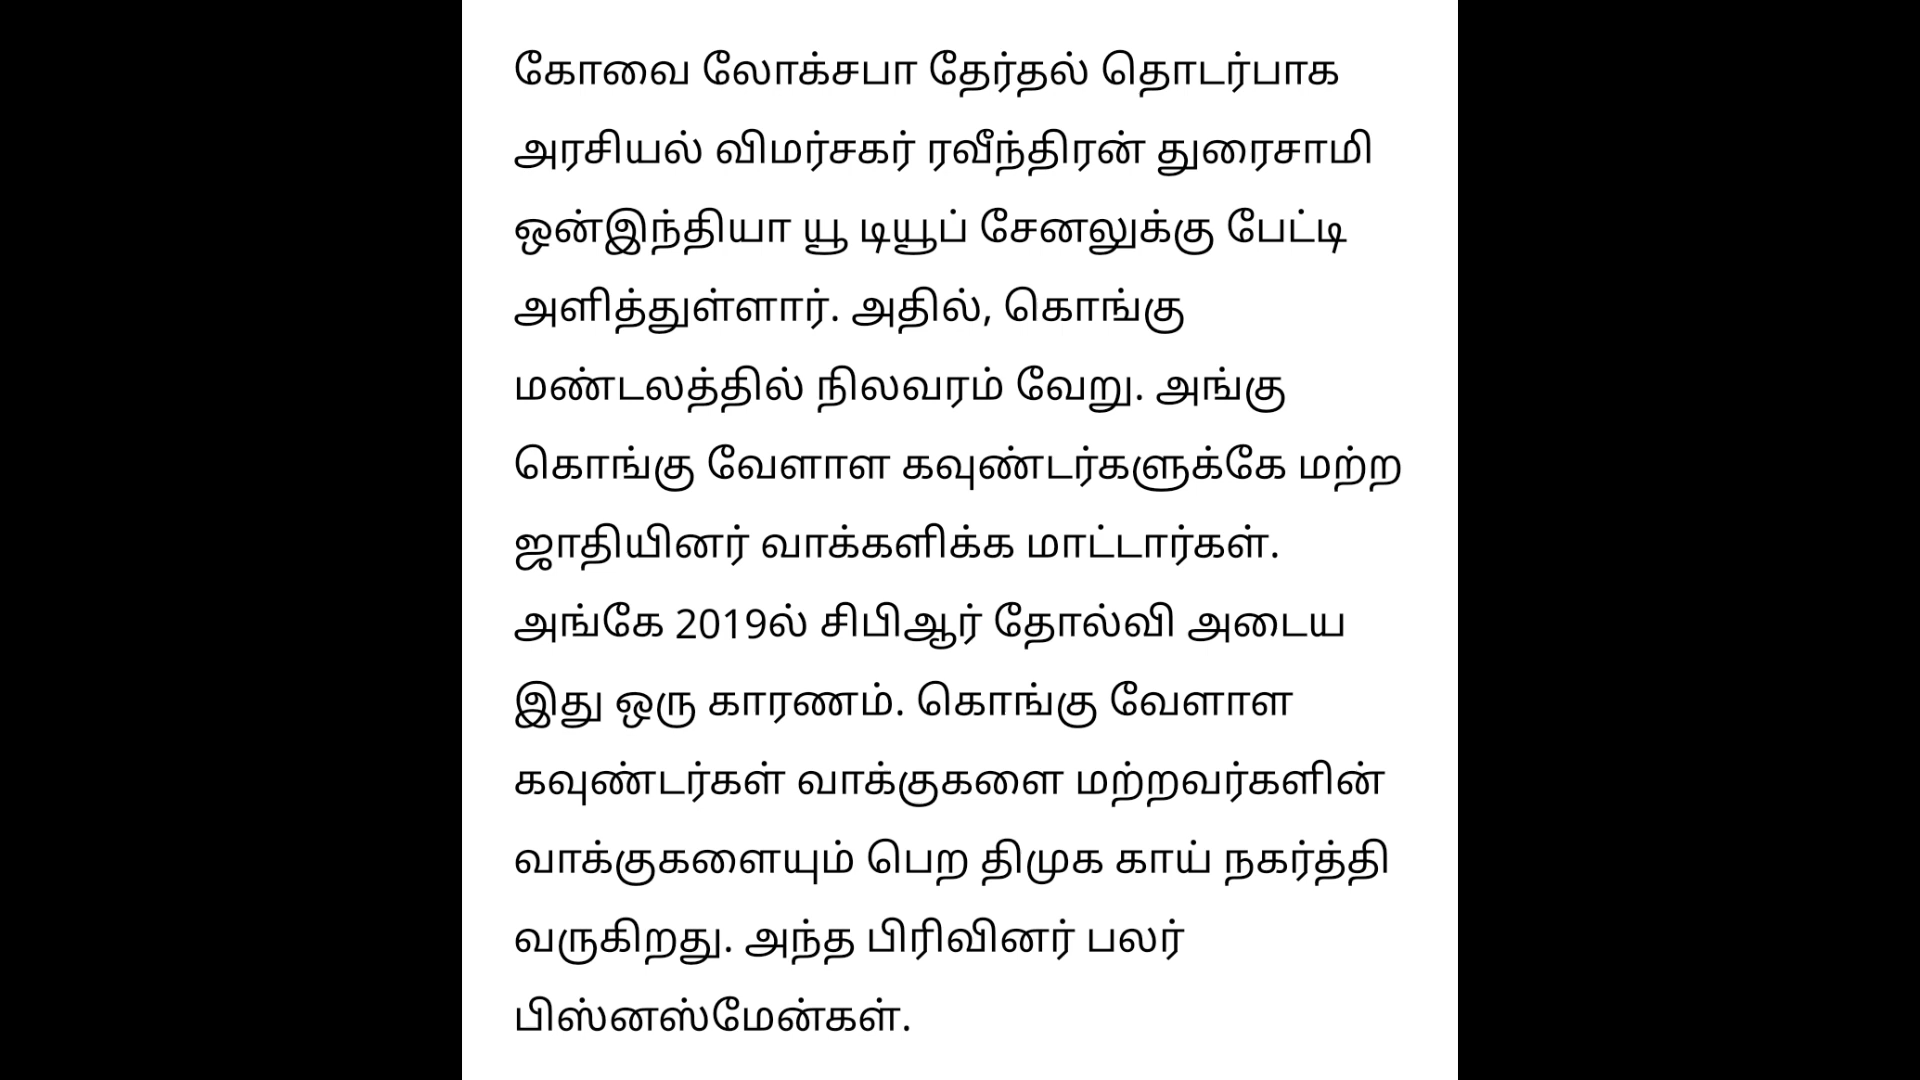 கோவை லோக்சபா தேர்தல் தொடர்பாக
அரசியல் விமர்சகர் ரவீந்திரன் துரைசாமி
ஒன்இந்தியா யூ டியூப் சேனலுக்கு பேட்டி
அளித்துள்ளார். அதில், கொங்கு
மண்டலத்தில் நிலவரம் வேறு. அங்கு
கொங்கு வேளாள கவுண்டர்களுக்கே மற்ற
ஜாதியினர் வாக்களிக்க மாட்டார்கள்.
அங்கே 2019ல் சிபிஆர் தோல்வி அடைய
இது ஒரு காரணம். கொங்கு வேளாள
கவுண்டர்கள் வாக்குகளை மற்றவர்களின்
வாக்குகளையும் பெற திமுக காய் நகர்த்தி
வருகிறது. அந்த பிரிவினர் பலர்
பிஸ்னஸ்மேன்கள்.